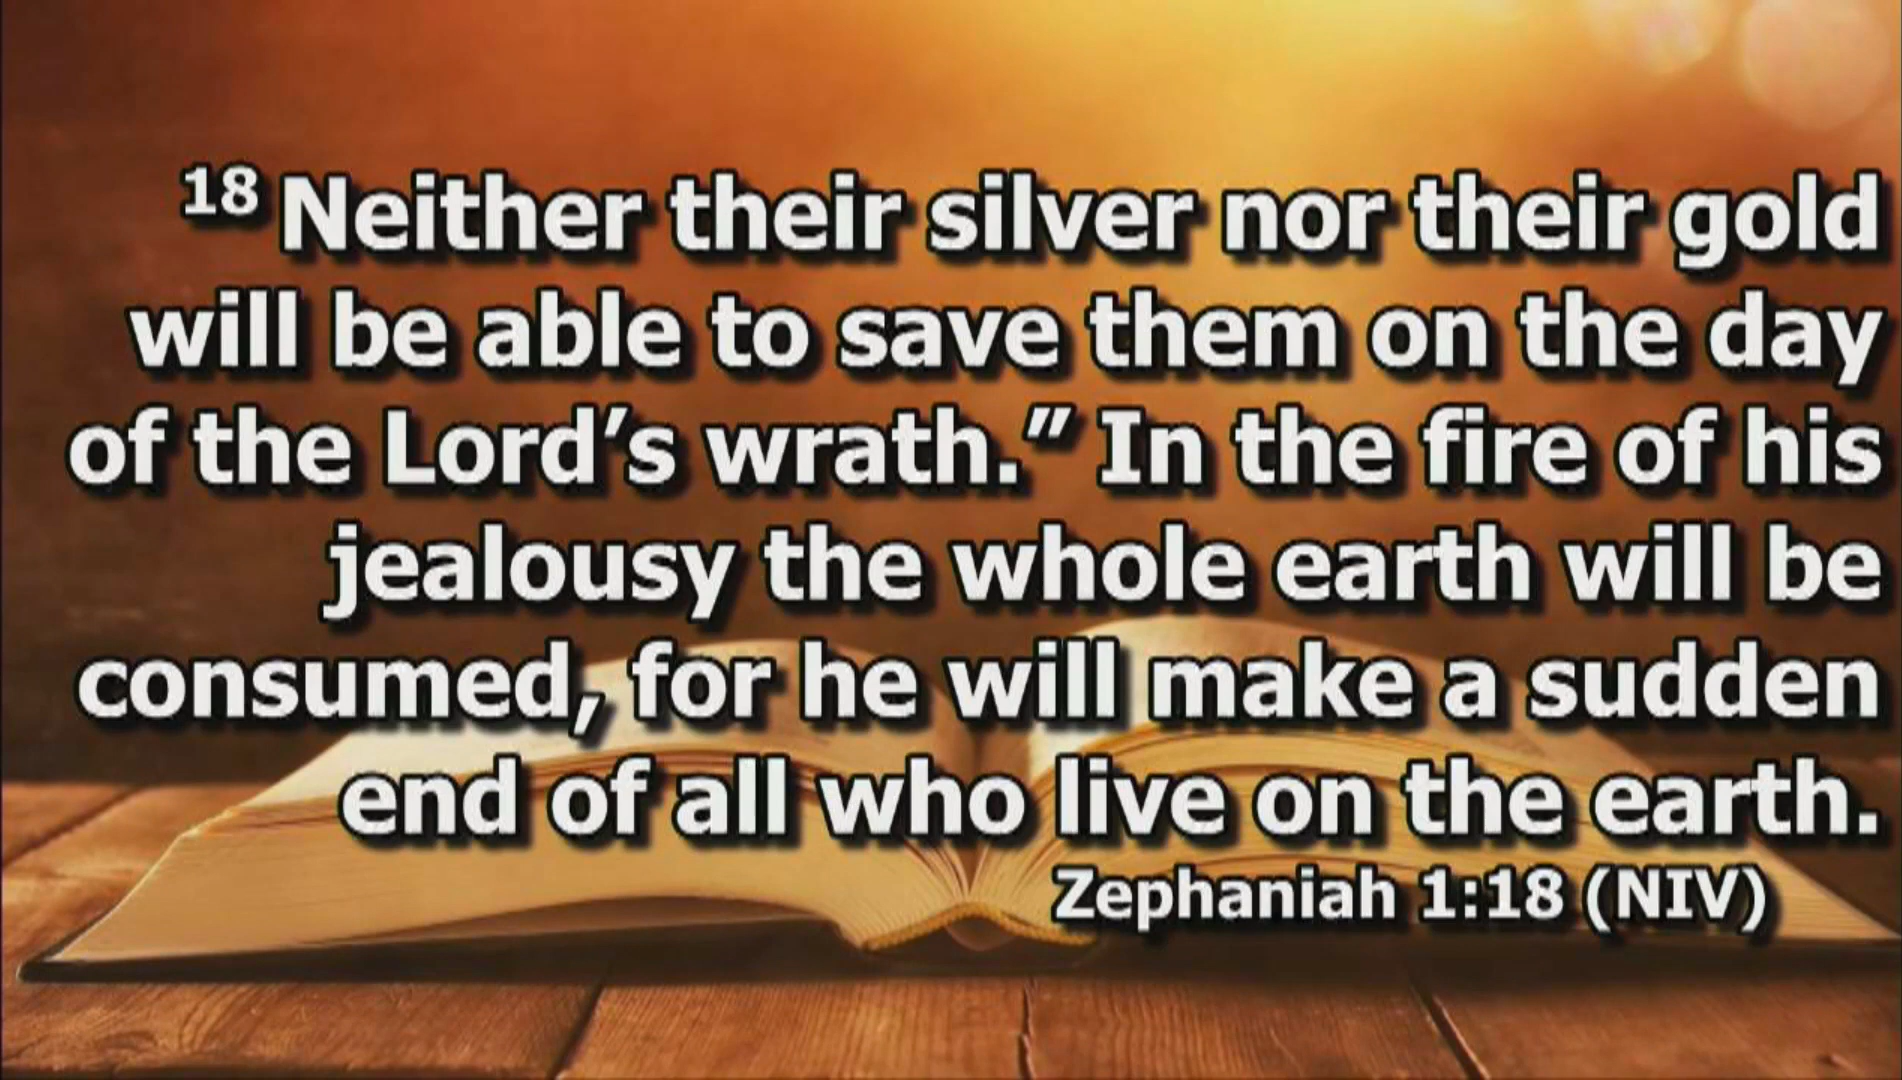 18 Neither their silver nor their gold
will be able to save them on the day
of the Lord’s wrath.” In the fire of his
jealousy the whole earth will be
consumed, for he will make a sudden
end of all who live on the earth.
Zephaniah 1:18 (NIV)